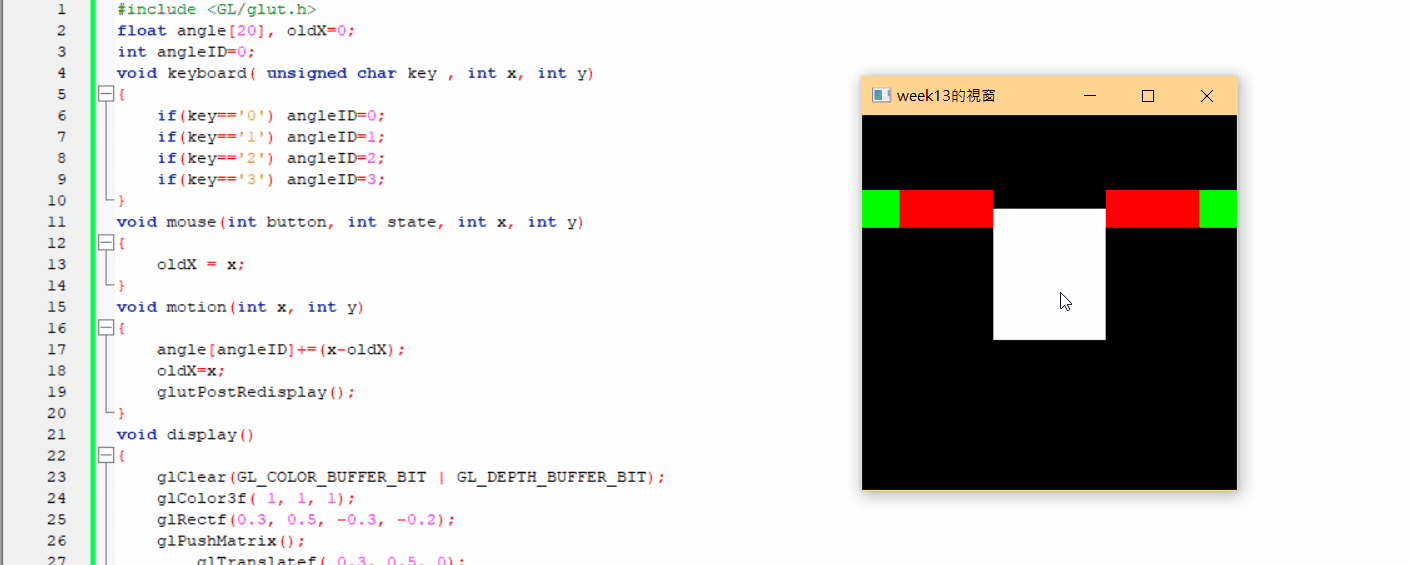 1 #include <GL/glut.h>
2 float angle[20], oldX=0;
3 int angleID=0;
4 void keyboard( unsigned char key , int x, int y)
5 {
6 if(key=='0') angleID=0;
7 if(key=='1') angleID=1;
8 if(key=='2') angleID=2;
9 if(key=='3') angleID=3;
10 }
11 void mouse(int button, int state, int x, int y)
12 {
13 oldX = x;
14 }
15 void motion(int x, int y)
16 {
17 angle[angleID]+=(x-oldX);
18 oldX=x;
19 glutPostRedisplay();
20 }
21 void display()
22 {
23 glClear(GL_COLOR_BUFFER_BIT | GL_DEPTH_BUFFER_BIT);
24 glColor3f( 1, 1, 1);
25 glRectf(0.3, 0.5, -0.3, -0.2);
26 glPushMatrix();
27 glTranslatef( 0.3, 0.5, 0);
week13的視窗